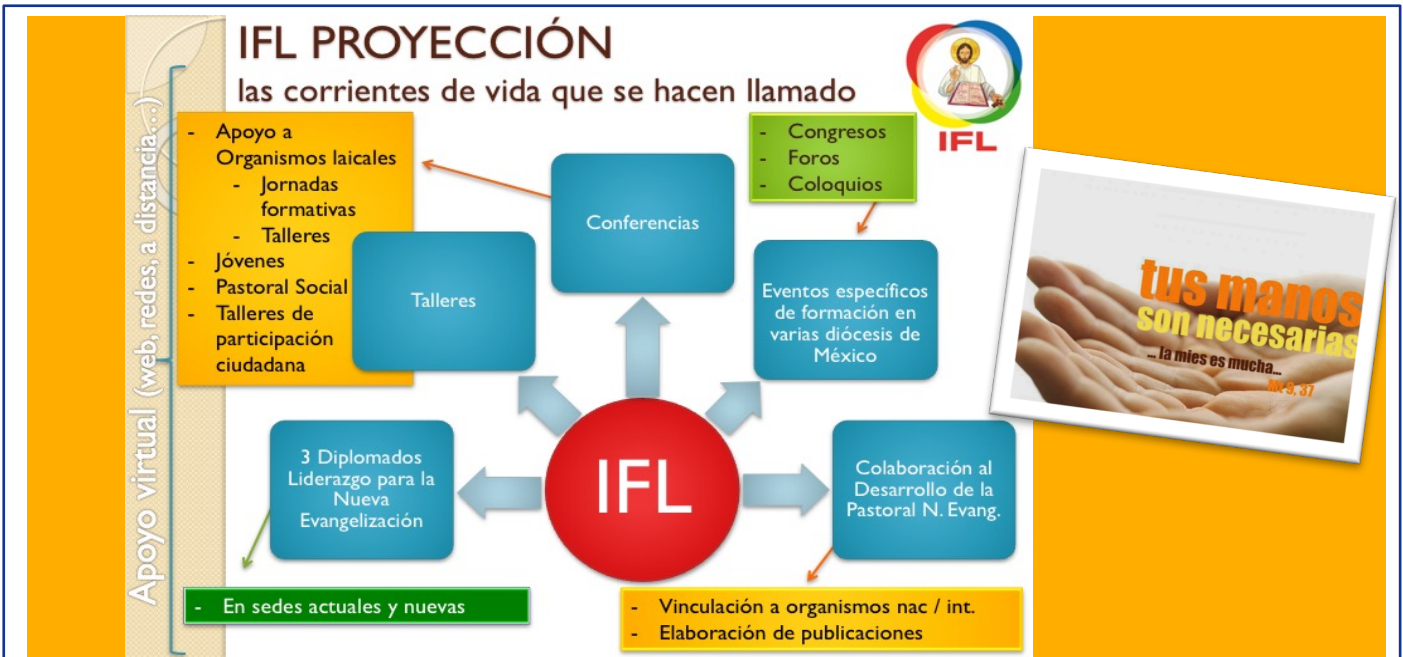 IFL PROYECCIÓN
las corrientes de vida que se hacen llamado
IFL
Apoyo virtual (web, redes, a distancia…)
- Apoyo a
Organismos laicales
- Jornadas
formativas
- Talleres
- Jóvenes
- Pastoral Social
- Talleres de
participación
ciudadana
Talleres
Conferencias
- Congresos
- Foros
- Coloquios
Eventos específicos
de formación en
varias diócesis de
México
3 Diplomados
Liderazgo para la
Nueva
Evangelización
IFL
Colaboración al
Desarrollo de la
Pastoral N. Evang.
- En sedes actuales y nuevas
- Vinculación a organismos nac / int.
- Elaboración de publicaciones
tus manos
son necesarias
... la mies es mucha...
Mt 9, 37